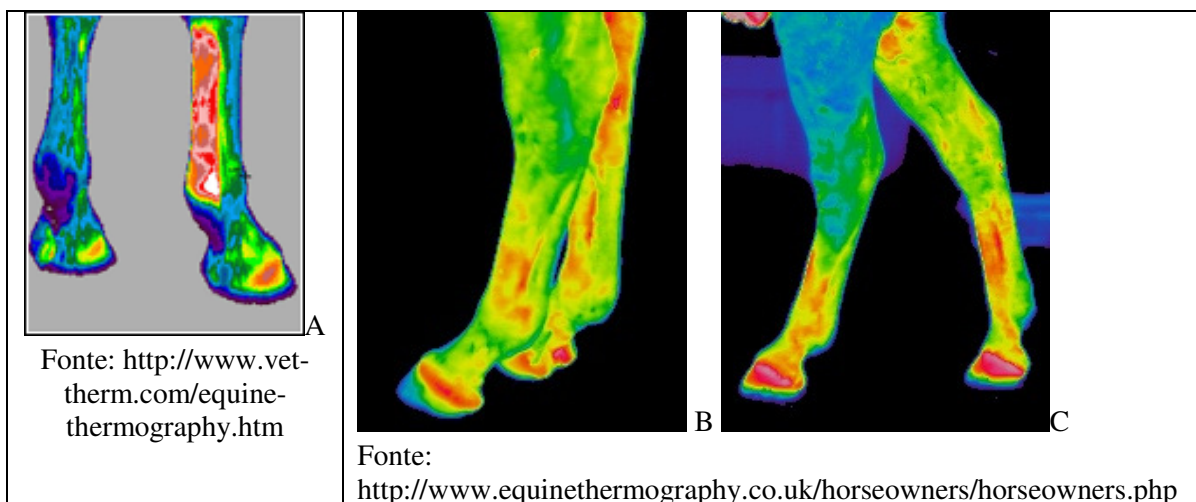 A
Fonte: http://www.vet-
therm.com/equine-
thermography.htm
B
C
Fonte:
http://www.equinethermography.co.uk/horseowners/horseowners.php